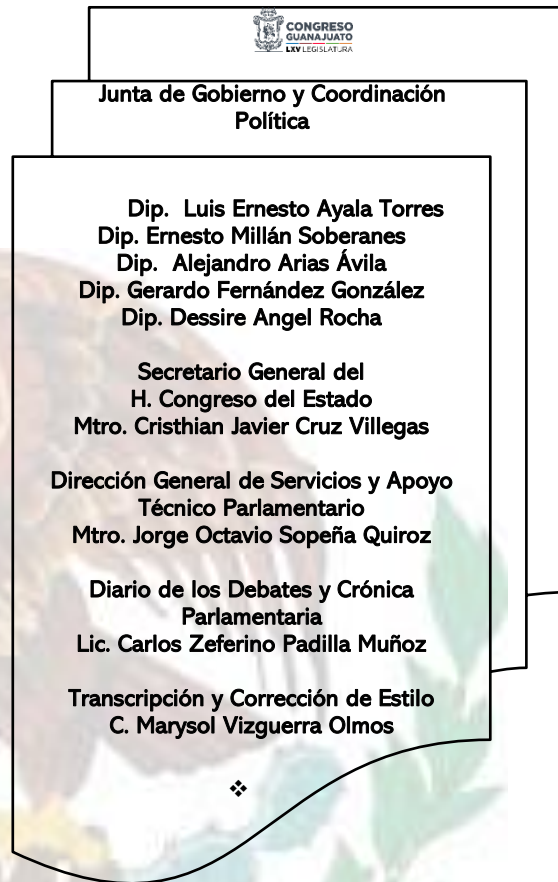 CONGRESO
GUANAJUATO
LXV LEGISLATURA
Junta de Gobierno y Coordinación
Política
Dip. Luis Ernesto Ayala Torres
Dip. Ernesto Millán Soberanes
Dip. Alejandro Arias Ávila
Dip. Gerardo Fernández González
Dip. Dessire Angel Rocha
Secretario General del
H. Congreso del Estado
Mtro. Cristhian Javier Cruz Villegas
Dirección General de Servicios y Apoyo
Técnico Parlamentario
Mtro. Jorge Octavio Sopeña Quiroz
Diario de los Debates y Crónica
Parlamentaria
Lic. Carlos Zeferino Padilla Muñoz
Transcripción y Corrección de Estilo
C. Marysol Vizguerra Olmos